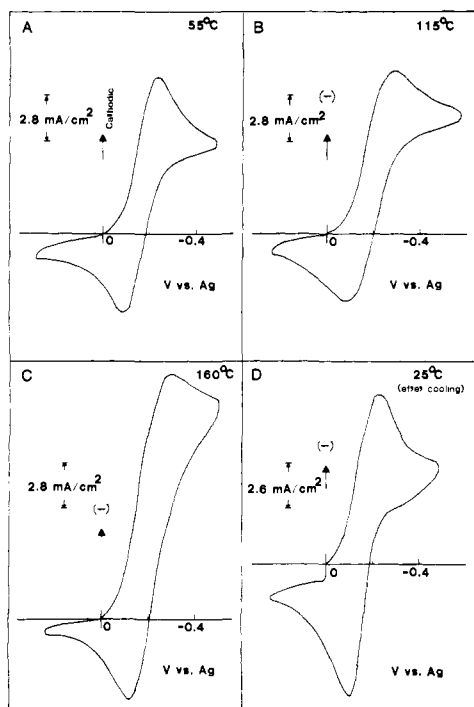 A 55°C
2.8 mA/cm²
Cathodic
0 -0.4
V vs. Ag
B 115°C
(-)
2.8 mA/cm²
0 -0.4
V vs. Ag
C 160°C
2.8 mA/cm²
(-)
0 -0.4
V vs. Ag
D 25°C
(after cooling)
(-)
2.6 mA/cm²
0 -0.4
V vs. Ag